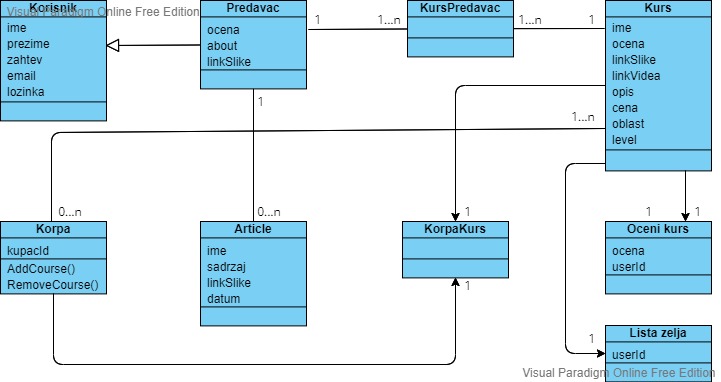 Visual Paradigm Online Free Edition
Korisnik
ime
prezime
zahtev
email
lozinka
Predavac
ocena
about
linkSlike
1
1...n
KursPredavac
1...n
1
Kurs
ime
ocena
linkSlike
linkVidea
opis
cena
oblast
level
1
1...n
0...n
0...n
1
1
1
Korpa
kupacId
AddCourse()
RemoveCourse()
Article
ime
sadrzaj
linkSlike
datum
KorpaKurs
1
Oceni kurs
ocena
userId
1
Lista zelja
userId
Visual Paradigm Online Free Edition